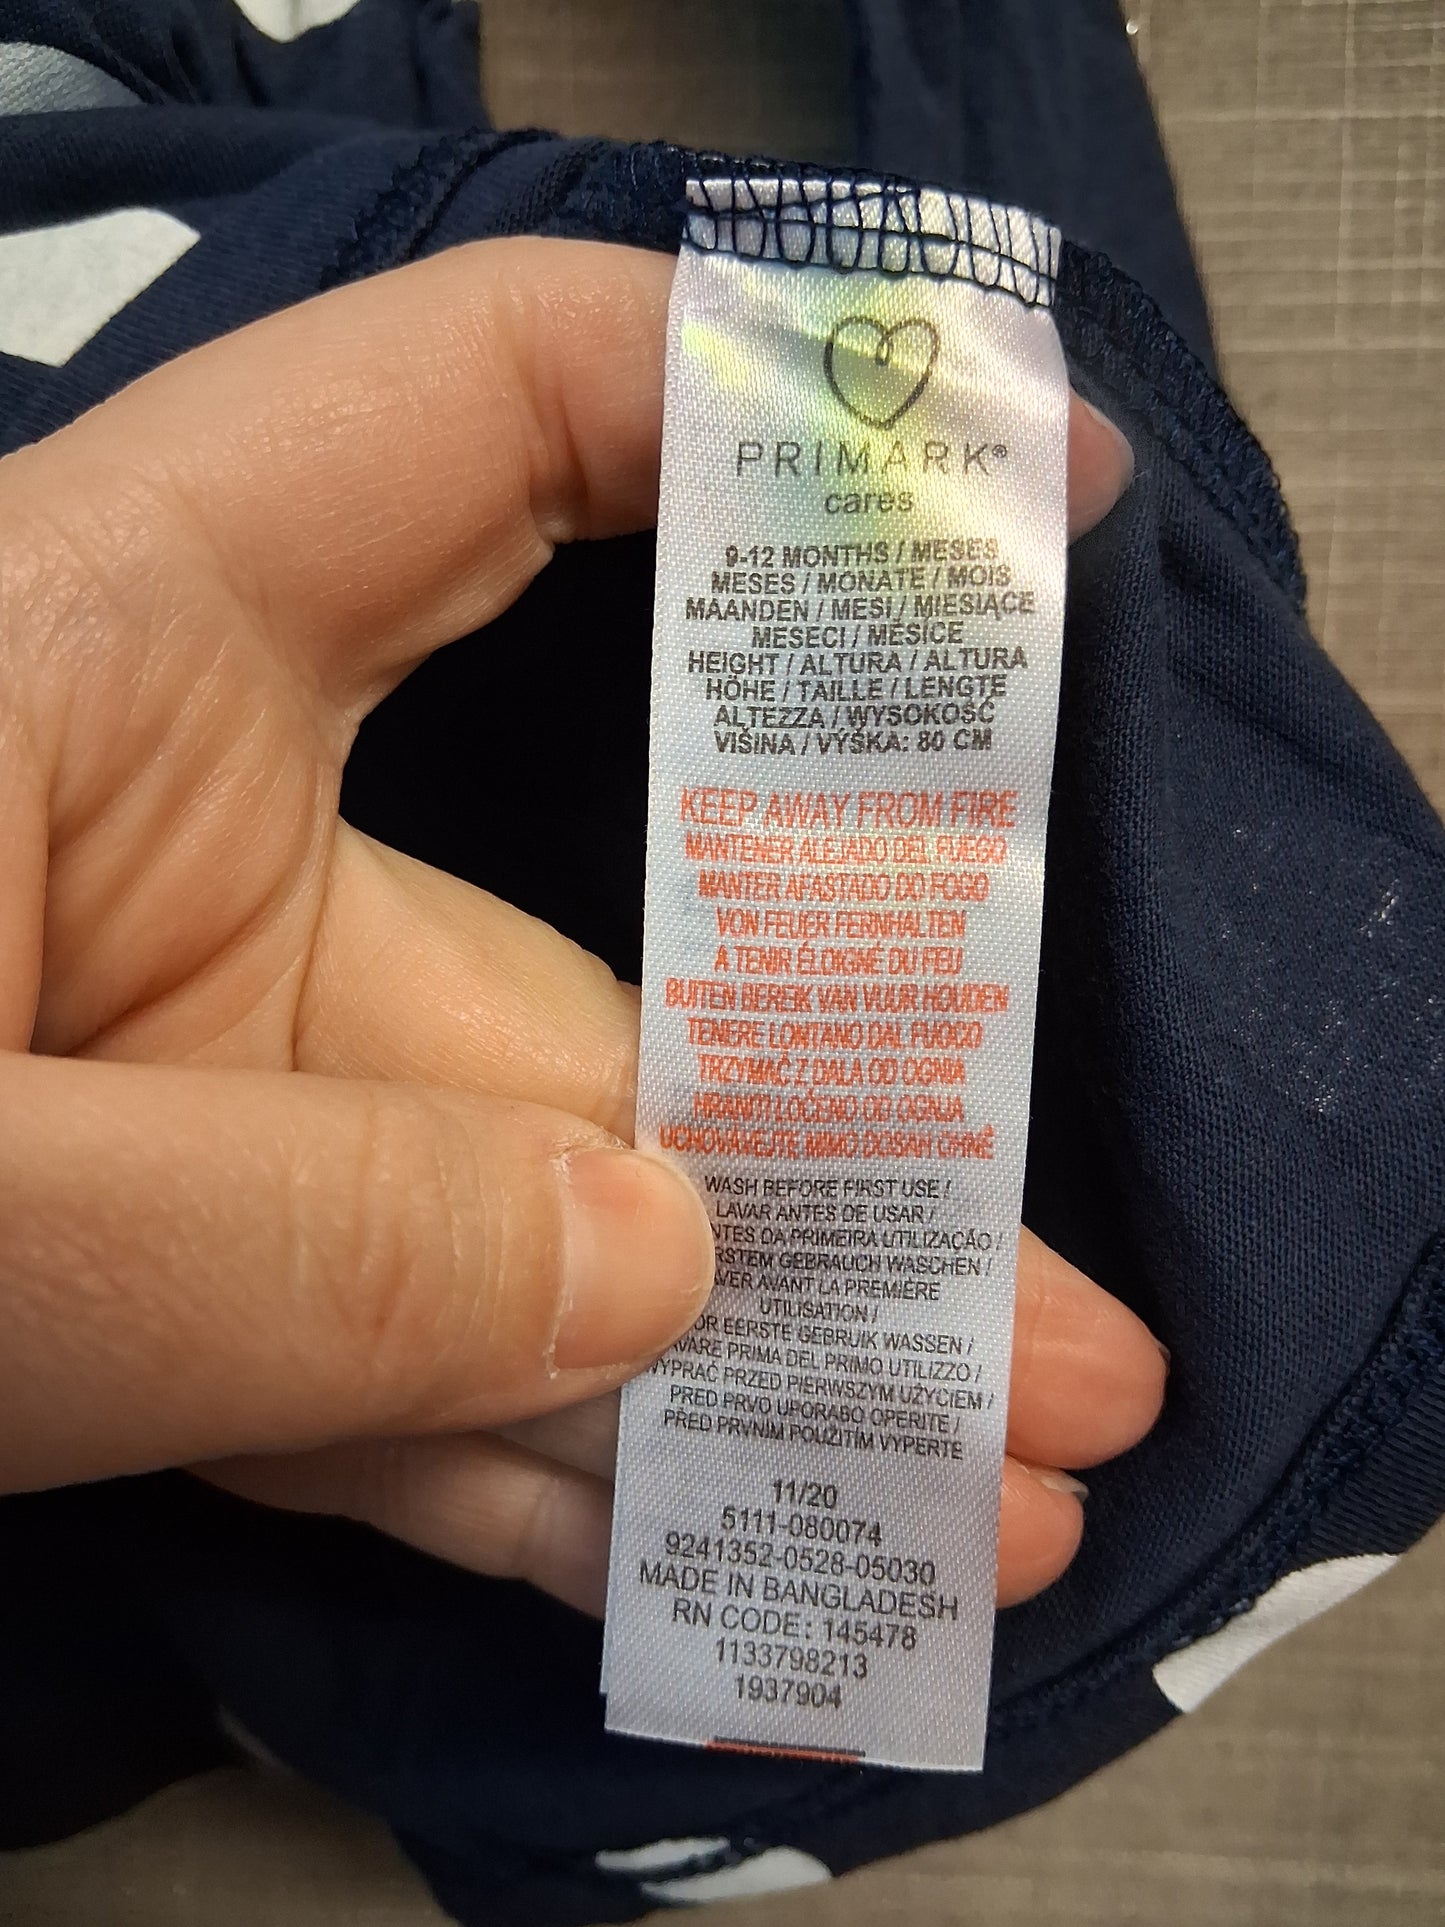 PRIMARK®
cares
9-12 MONTHS / MESES
MESES / MONATE / MOIS
MAANDEN / MESI / MIESIĄCE
MESECI / MĚSÍCE
HEIGHT / ALTURA / ALTURA
HÖHE / TAILLE / LENGTE
ALTEZZA / WYSOKOŚĆ
VIŠINA / VÝŠKA: 80 CM
KEEP AWAY FROM FIRE
MANTENER ALEJADO DEL FUEGO
MANTER AFASTADO DO FOGO
VON FEUER FERNHALTEN
À TENIR ÉLOIGNÉ DU FEU
BUITEN BEREIK VAN VUUR HOUDEN
TENERE LONTANO DAL FUOCO
TRZYMAĆ Z DALA OD OGNIA
HRANITI LOČENO OD OGNJA
UCHOVÁVEJTE MIMO DOSAH OHNĚ
WASH BEFORE FIRST USE /
LAVAR ANTES DE USAR /
NTES DA PRIMEIRA UTILIZAÇÃO /
RSTEM GEBRAUCH WASCHEN /
AVER AVANT LA PREMIÈRE
UTILISATION /
OR EERSTE GEBRUIK WASSEN /
AVARE PRIMA DEL PRIMO UTILIZZO /
WYPRAĆ PRZED PIERWSZYM UŻYCIEM /
PRED PRVO UPORABO OPERITE /
PŘED PRVNÍM POUŽITÍM VYPERTE
11/20
5111-080074
9241352-0528-05030
MADE IN BANGLADESH
RN CODE: 145478
1133798213
1937904